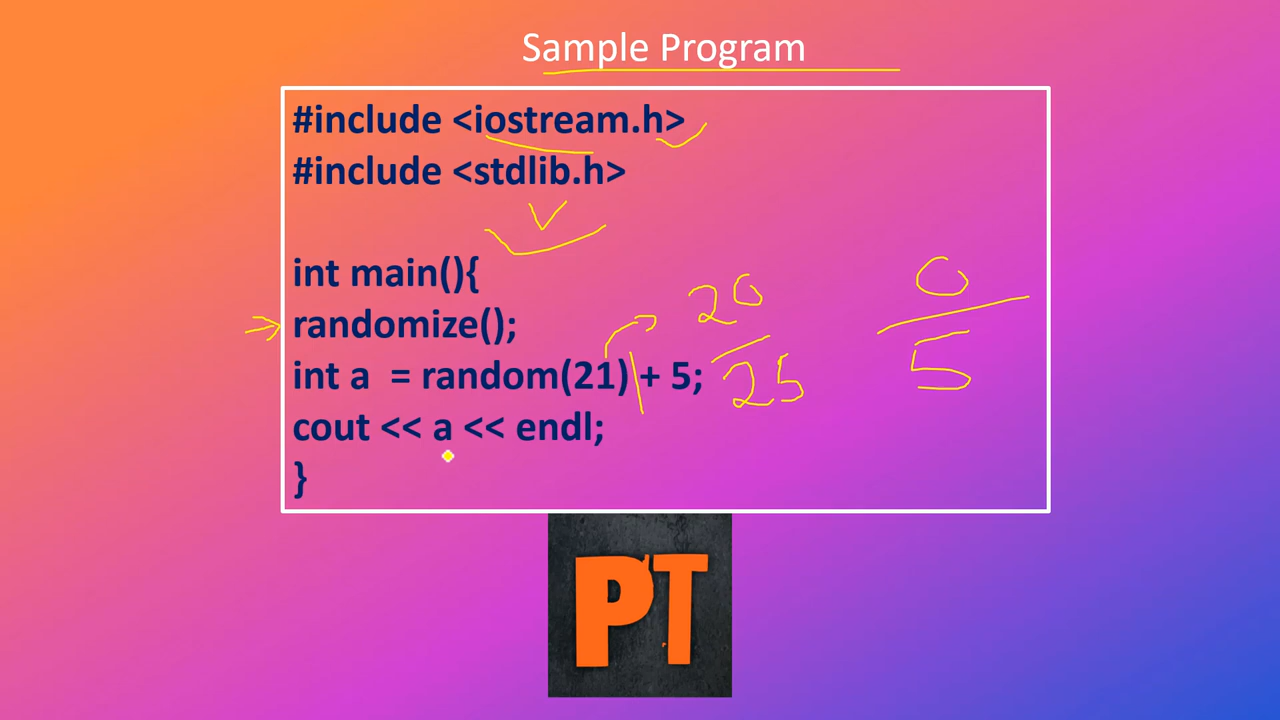 Sample Program
#include <iostream.h>
#include <stdlib.h>
int main(){
randomize();
int a = random(21) + 5;
cout << a << endl;
}
20
25
0
5
PT